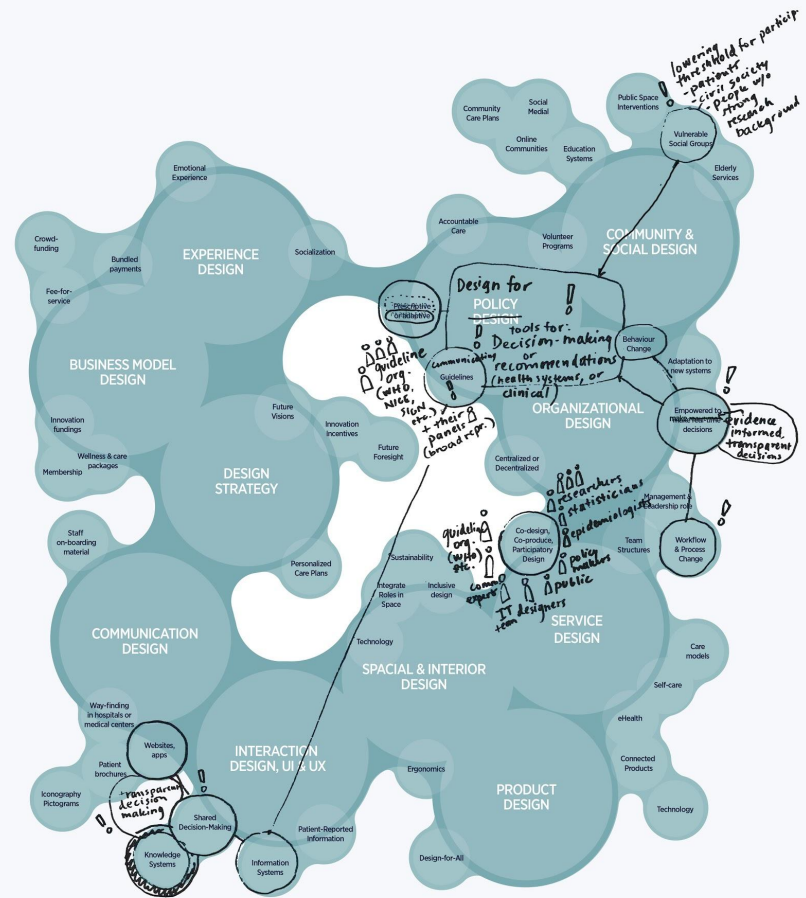 lowering
threshold for particip
- patients
- civil society
- people w/o
strong
research
background
!
Public Space
Interventions
Vulnerable
Social Groups
Elderly
Services
Community
Care Plans
Social
Medial
Online
Communities
Education
Systems
Emotional
Experience
Crowd-
funding
Bundled
payments
Fee-for-
service
EXPERIENCE
DESIGN
Socialization
Accountable
Care
Volunteer
Programs
COMMUNITY &
SOCIAL DESIGN
Design for
!
POLICY
DESIGN
Prescriptive
or adaptive
! tools for:
Decision-making
or
recommendations
(health systems, or
clinical)
communicating
Guidelines
!
guideline
org.
(WHO,
NICE,
SIGN
etc.)
+ their
panels
(broad repr.)
Behaviour
Change
Adaptation to
new systems
!
Empowered to
decisions
evidence
informed,
transparent
decisions
BUSINESS MODEL
DESIGN
Innovation
fundings
Wellness & care
packages
Membership
Future
Visions
Innovation
Incentives
Future
Foresight
DESIGN
STRATEGY
Personalized
Care Plans
ORGANIZATIONAL
DESIGN
Centralized or
Decentralized
Management &
Leadership role
!
Workflow
& Process
Change
Team
Structures
researchers
statisticians
epidemiologists
policy
makers
public
designers
IT
team
comm
expert
guideline
org.
(WHO)
etc.
Co-design,
Co-produce,
Participatory
Design
Staff
on-boarding
material
Sustainability
Integrate
Roles in
Space
Inclusive
design
Technology
COMMUNICATION
DESIGN
SPACIAL & INTERIOR
DESIGN
SERVICE
DESIGN
Care
models
Self-care
eHealth
Connected
Products
Technology
Way-finding
in hospitals or
medical centers
Websites,
apps
Patient
brochures
Iconography
Pictograms
transparent
decision
making
!
!
Shared
Decision-Making
Knowledge
Systems
Information
Systems
Patient-Reported
Information
INTERACTION
DESIGN, UI & UX
Ergonomics
Design-for-All
PRODUCT
DESIGN